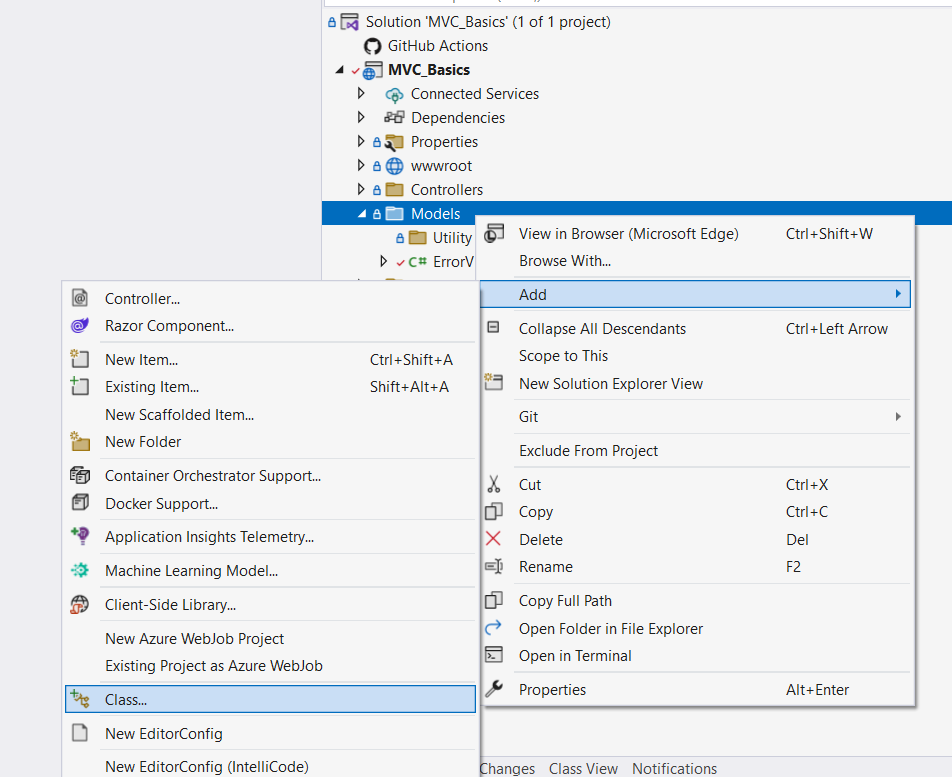 Solution 'MVC_Basics' (1 of 1 project)
GitHub Actions
MVC_Basics
Connected Services
Dependencies
Properties
wwwroot
Controllers
Models
Utility
C# ErrorV
View in Browser (Microsoft Edge) Ctrl+Shift+W
Browse With...
Add
Collapse All Descendants Ctrl+Left Arrow
Scope to This
New Solution Explorer View
Git
Exclude From Project
Cut Ctrl+X
Copy Ctrl+C
Delete Del
Rename F2
Copy Full Path
Open Folder in File Explorer
Open in Terminal
Properties Alt+Enter
Controller...
Razor Component...
New Item... Ctrl+Shift+A
Existing Item... Shift+Alt+A
New Scaffolded Item...
New Folder
Container Orchestrator Support...
Docker Support...
Application Insights Telemetry...
Machine Learning Model...
Client-Side Library...
New Azure WebJob Project
Existing Project as Azure WebJob
Class...
New EditorConfig
New EditorConfig (IntelliCode)
Changes Class View Notifications